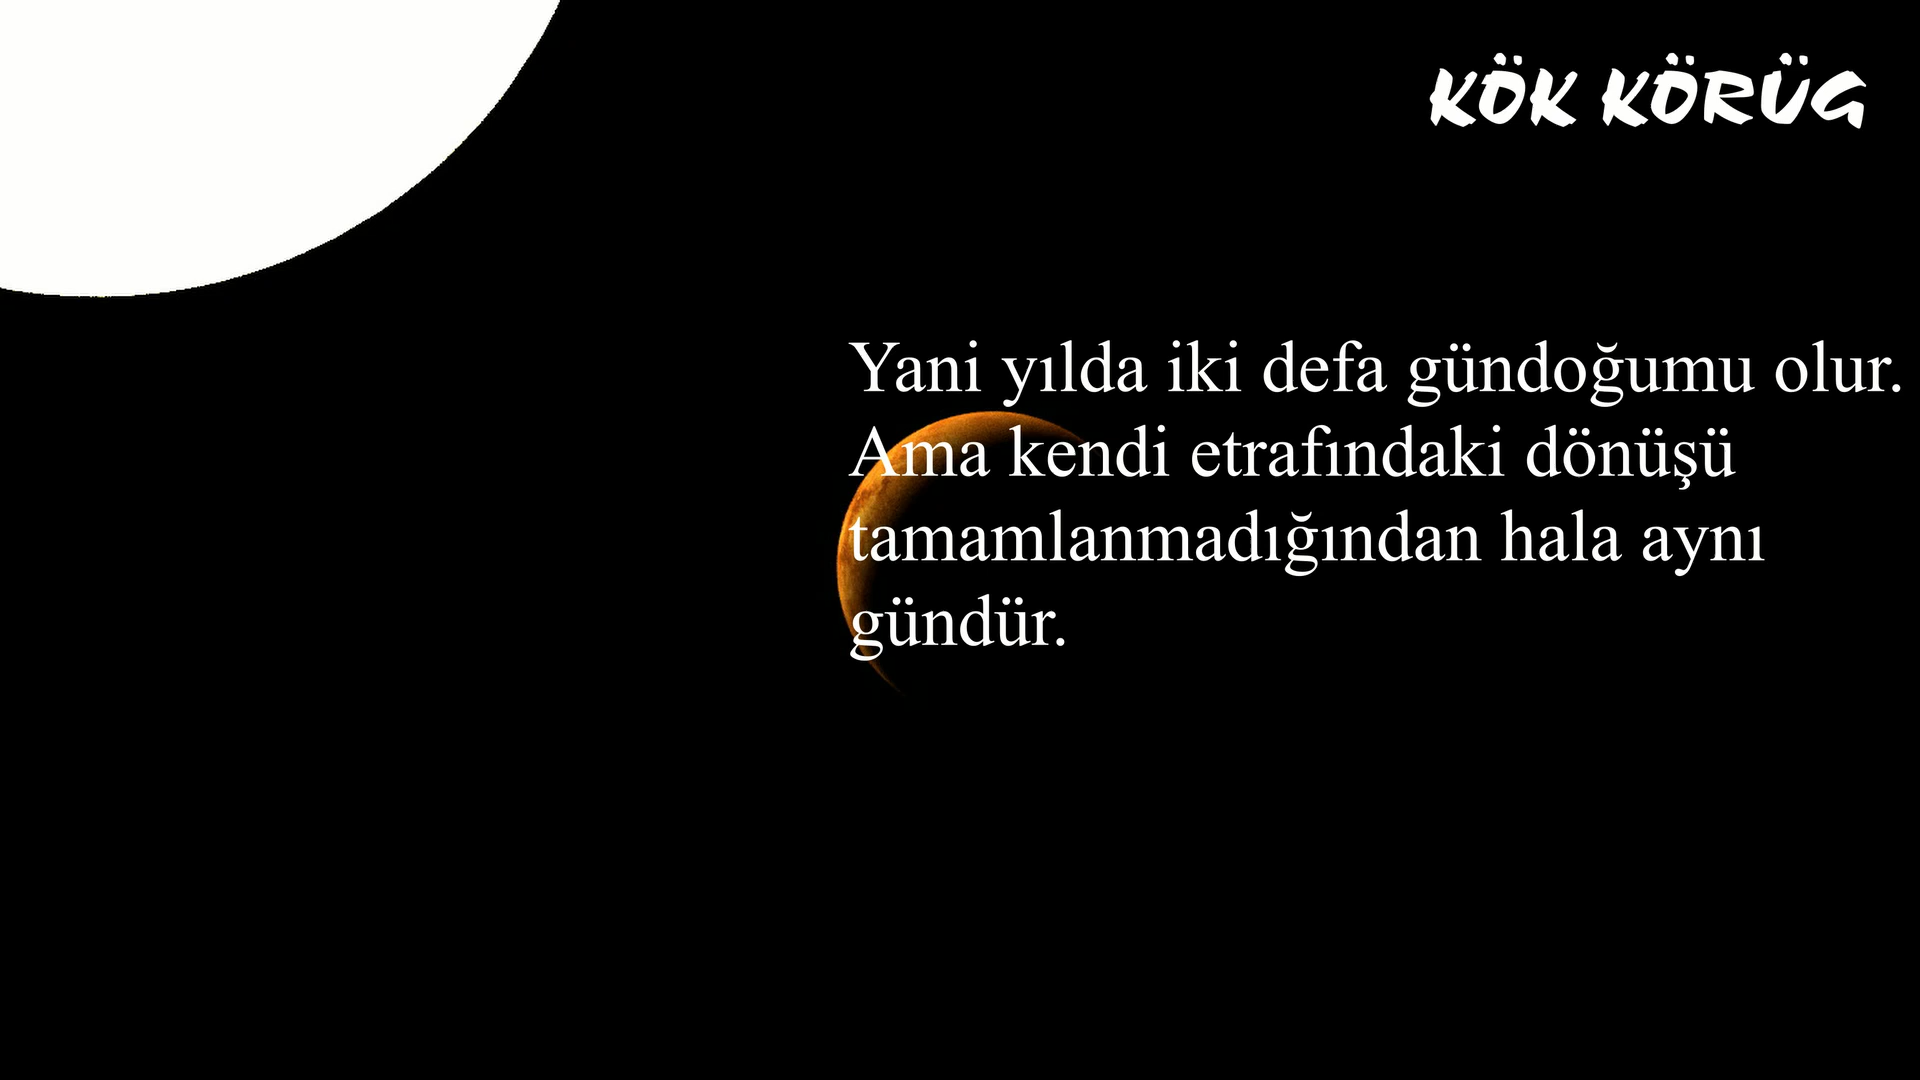 KÖK KÖRÜG
Yani yılda iki defa gündoğumu olur.
Ama kendi etrafındaki dönüşü
tamamlanmadığından hala aynı
gündür.